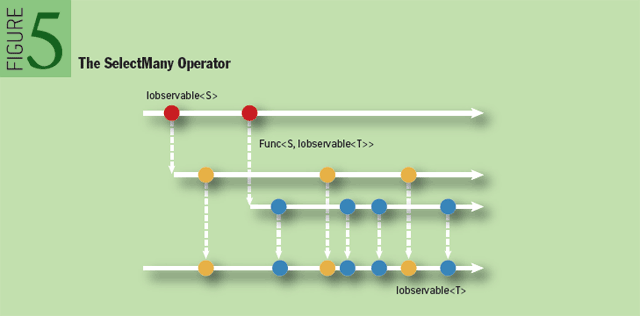 FIGURE 5
The SelectMany Operator
Iobservable<S>
Func<S, Iobservable<T>>
Iobservable<T>